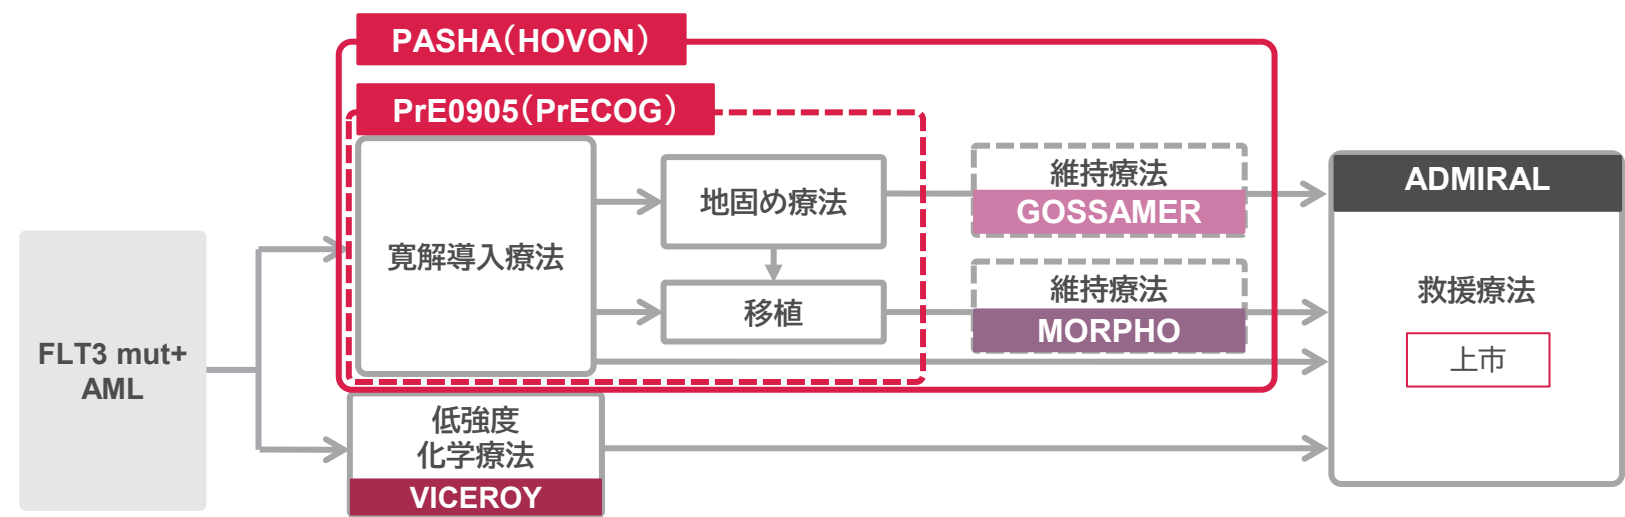 PASHA（HOVON）
PrE0905（PrECOG）
FLT3 mut+
AML
寛解導入療法
地固め療法
移植
維持療法
GOSSAMER
維持療法
MORPHO
低強度
化学療法
VICEROY
ADMIRAL
救援療法
上市